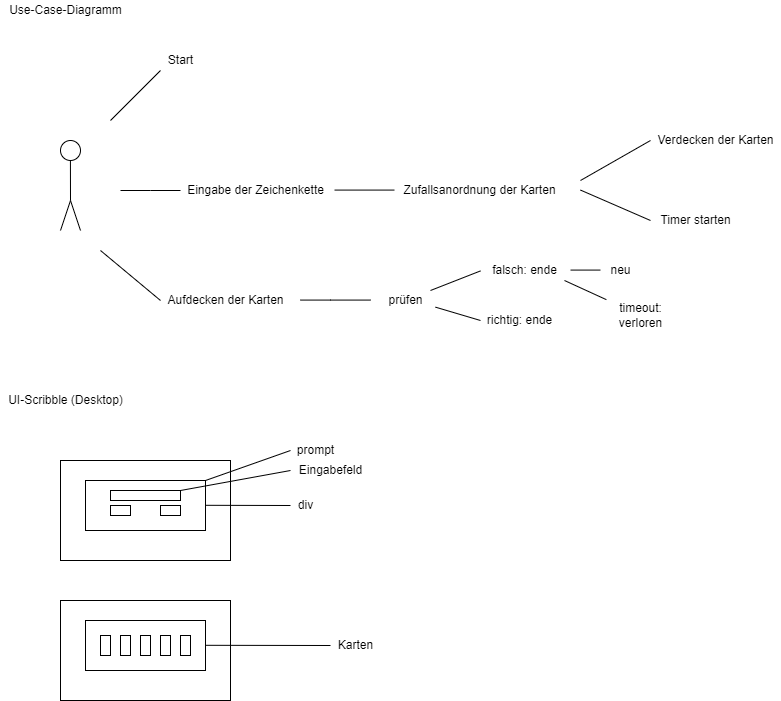 Use-Case-Diagramm
Start
Verdecken der Karten
Eingabe der Zeichenkette
Zufallsanordnung der Karten
Timer starten
falsch: ende
neu
Aufdecken der Karten
prüfen
timeout:
verloren
richtig: ende
UI-Scribble (Desktop)
prompt
Eingabefeld
div
Karten